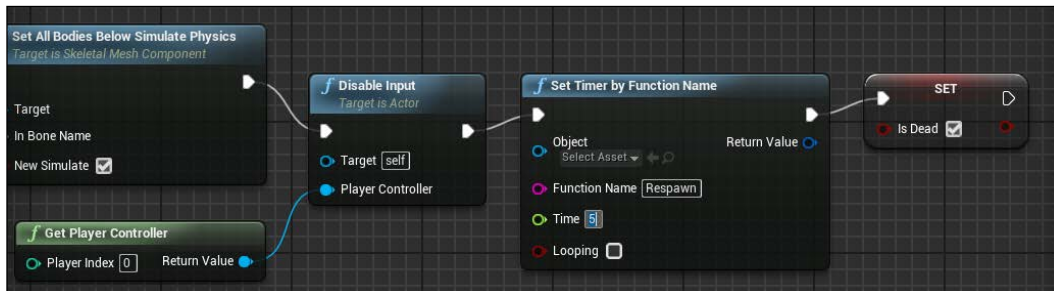 Set All Bodies Below Simulate Physics
Target is Skeletal Mesh Component
Target
In Bone Name
New Simulate
f Get Player Controller
Player Index 0
Return Value
f Disable Input
Target is Actor
Target self
Player Controller
f Set Timer by Function Name
Object
Select Asset
Return Value
Function Name Respawn
Time 5
Looping
SET
Is Dead